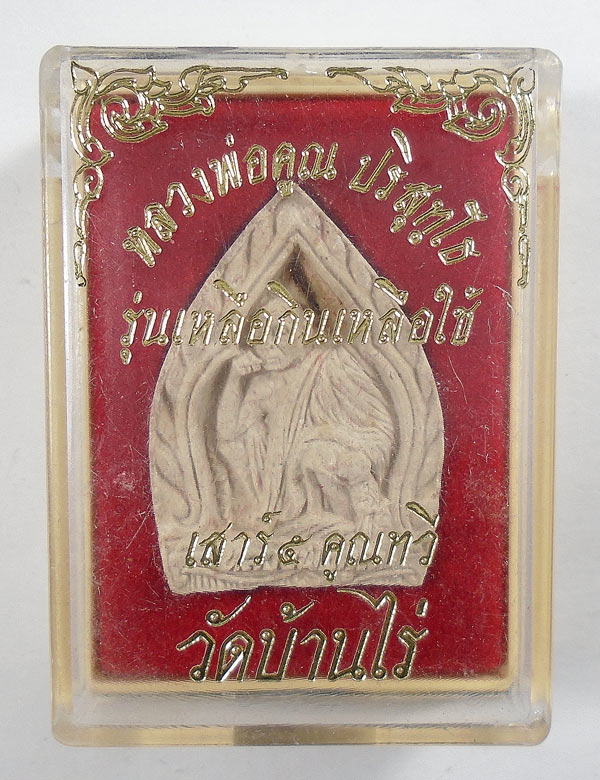 หลวงพ่อคูณ ปริสุทฺโธ
รุ่นเหลือกินเหลือใช้
เสาร์ ๕ คูณทวี
วัดบ้านไร่